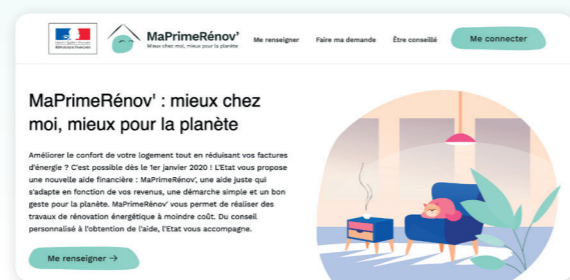 MaPrimeRénov'
Mieux chez moi, mieux pour la planète
Me renseigner
Faire ma demande
Être conseillé
Me connecter
RÉPUBLIQUE FRANÇAISE
MaPrimeRénov' : mieux chez
moi, mieux pour la planète
Améliorer le confort de votre logement tout en réduisant vos factures
d'énergie ? C'est possible dès le 1er janvier 2020 ! L'Etat vous propose
une nouvelle aide financière : MaPrimeRénov', une aide juste qui
s'adapte en fonction de vos revenus, une démarche simple et un bon
geste pour la planète. MaPrimeRénov' vous permet de réaliser des
travaux de rénovation énergétique à moindre coût. Du conseil
personnalisé à l'obtention de l'aide, l'Etat vous accompagne.
Me renseigner →